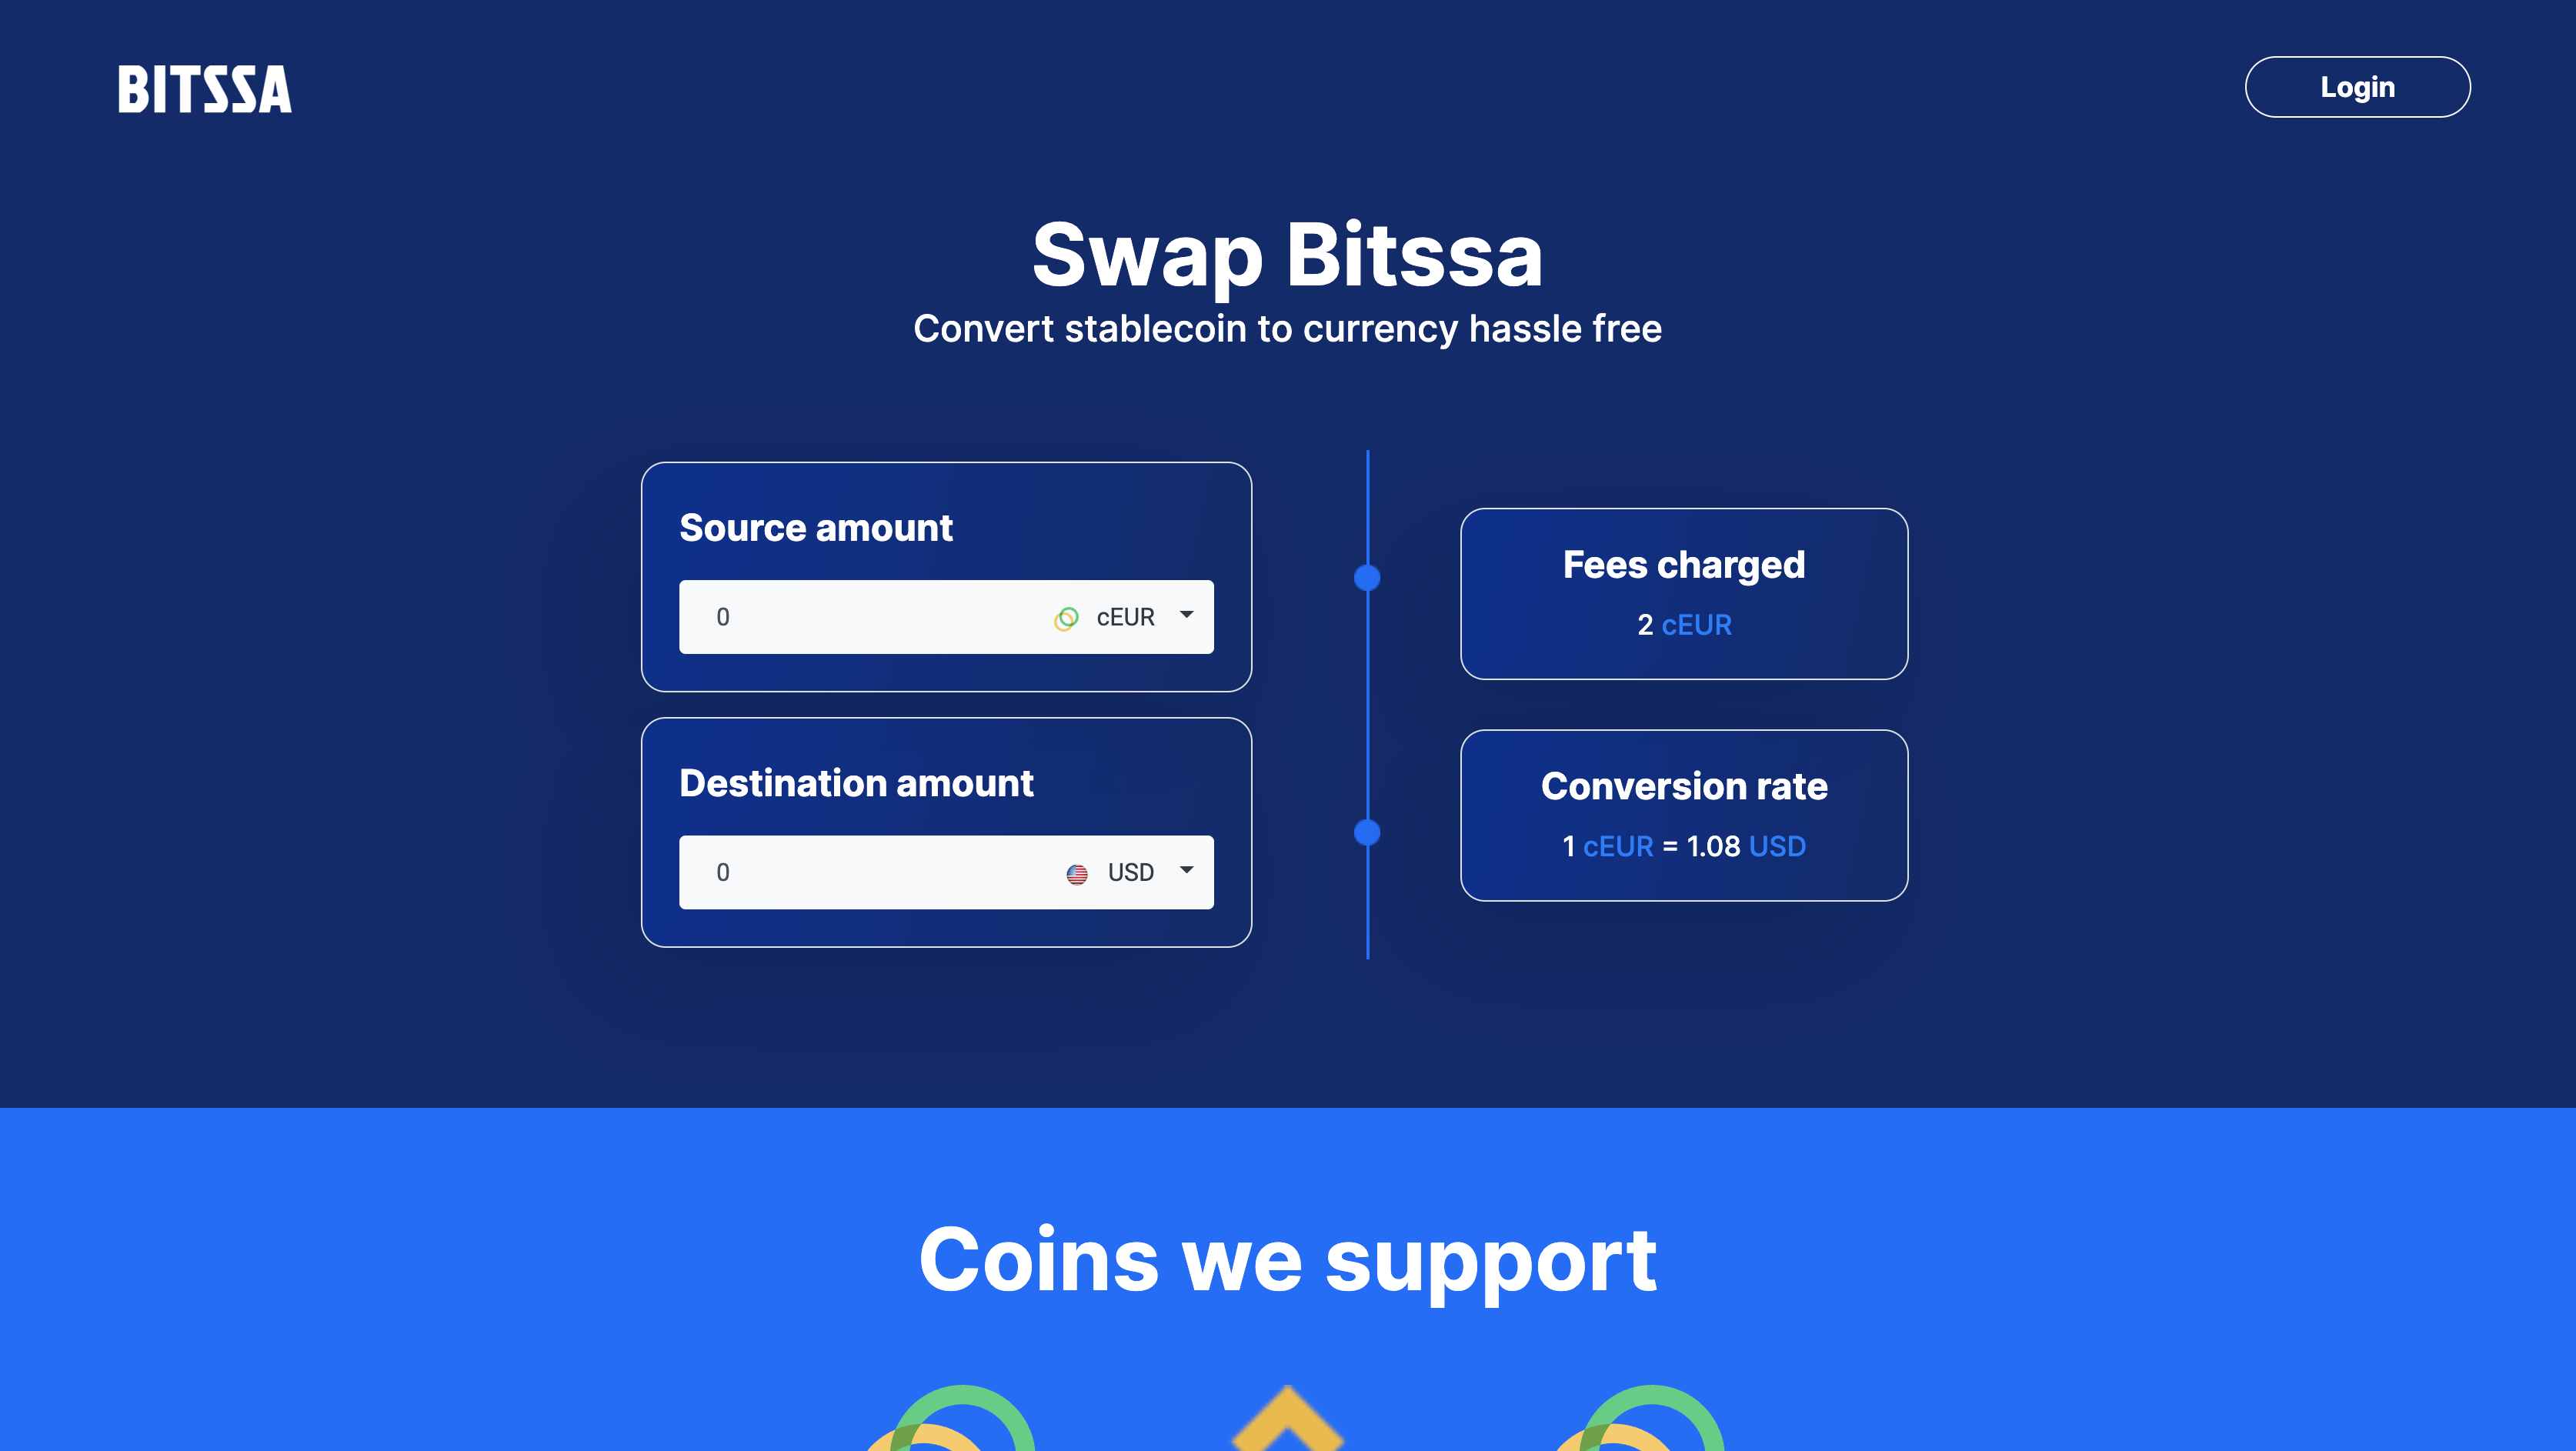 BITSSA
Login
Swap Bitssa
Convert stablecoin to currency hassle free
Source amount
0 cEUR
Destination amount
0 USD
Fees charged
2 cEUR
Conversion rate
1 cEUR = 1.08 USD
Coins we support